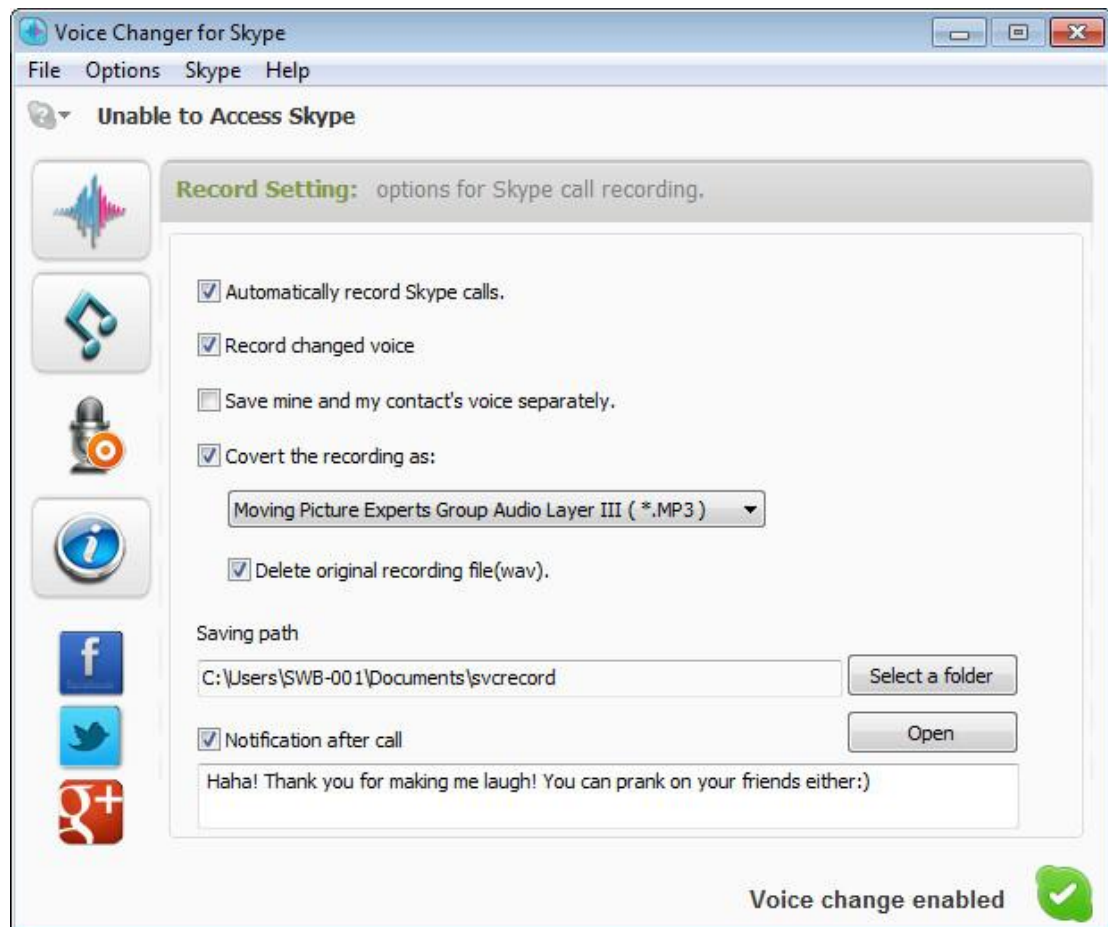 Voice Changer for Skype
File Options Skype Help
Unable to Access Skype
Record Setting: options for Skype call recording.
Automatically record Skype calls.
Record changed voice
Save mine and my contact's voice separately.
Covert the recording as:
Moving Picture Experts Group Audio Layer III ( *.MP3 )
Delete original recording file(wav).
Saving path
C:\Users\SWB-001\Documents\svcrecord
Select a folder
Notification after call
Open
Haha! Thank you for making me laugh! You can prank on your friends either:)
Voice change enabled